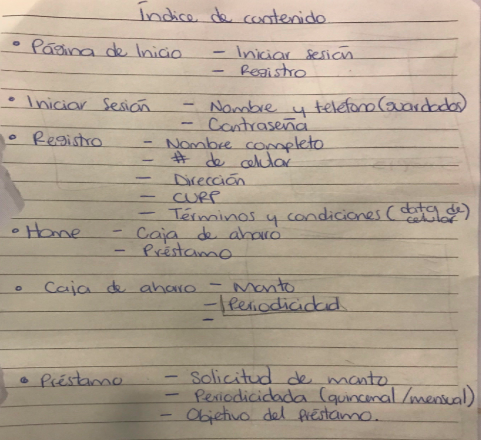 Índice de contenido
• Página de Inicio - Iniciar sesión
- Registro
• Iniciar Sesión - Nombre y teléfono (guardados)
- Contraseña
• Registro - Nombre completo
- # de celular
- Dirección
- CURP
- Términos y condiciones (data de celular)
• Home - Caja de ahorro
- Préstamo
• Caja de ahorro - Monto
- Periodicidad
-
• Préstamo - Solicitud de monto
- Periodicidada (quincenal/mensual)
- Objetivo del Préstamo.